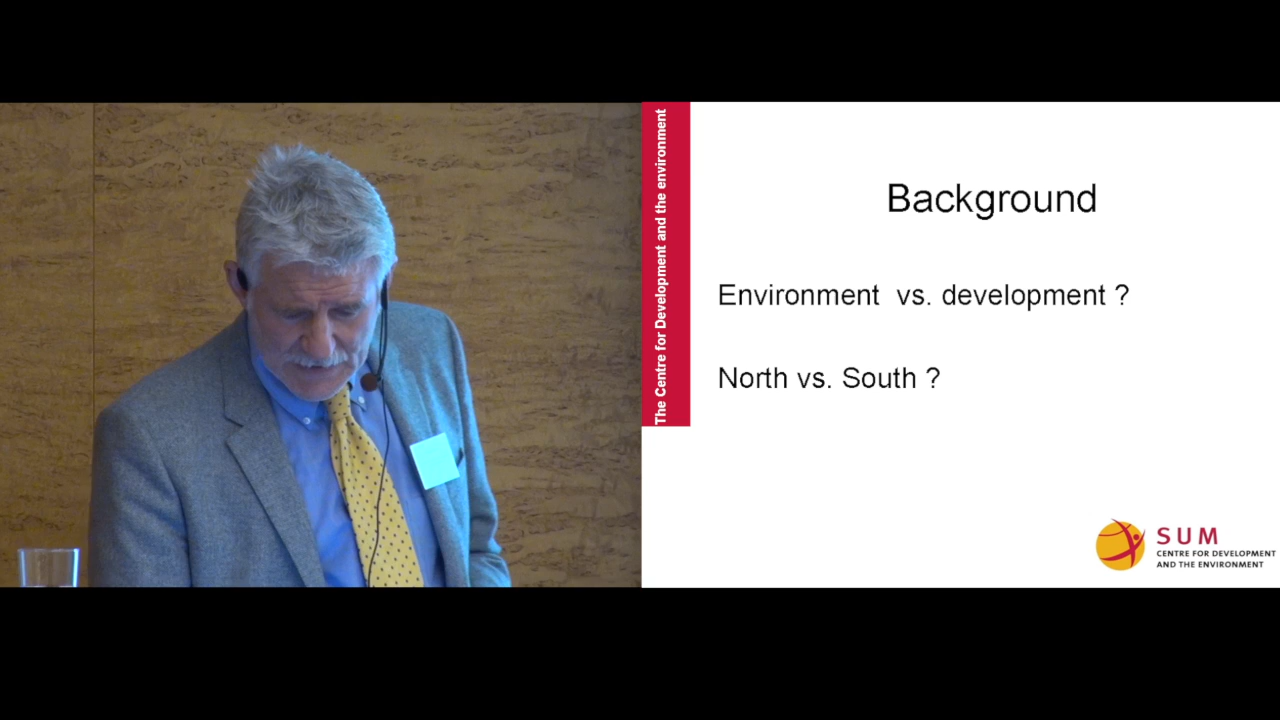 The Centre for Development and the environment
Background
Environment  vs. development ?
North vs. South ?
SUM
CENTRE FOR DEVELOPMENT
AND THE ENVIRONMENT